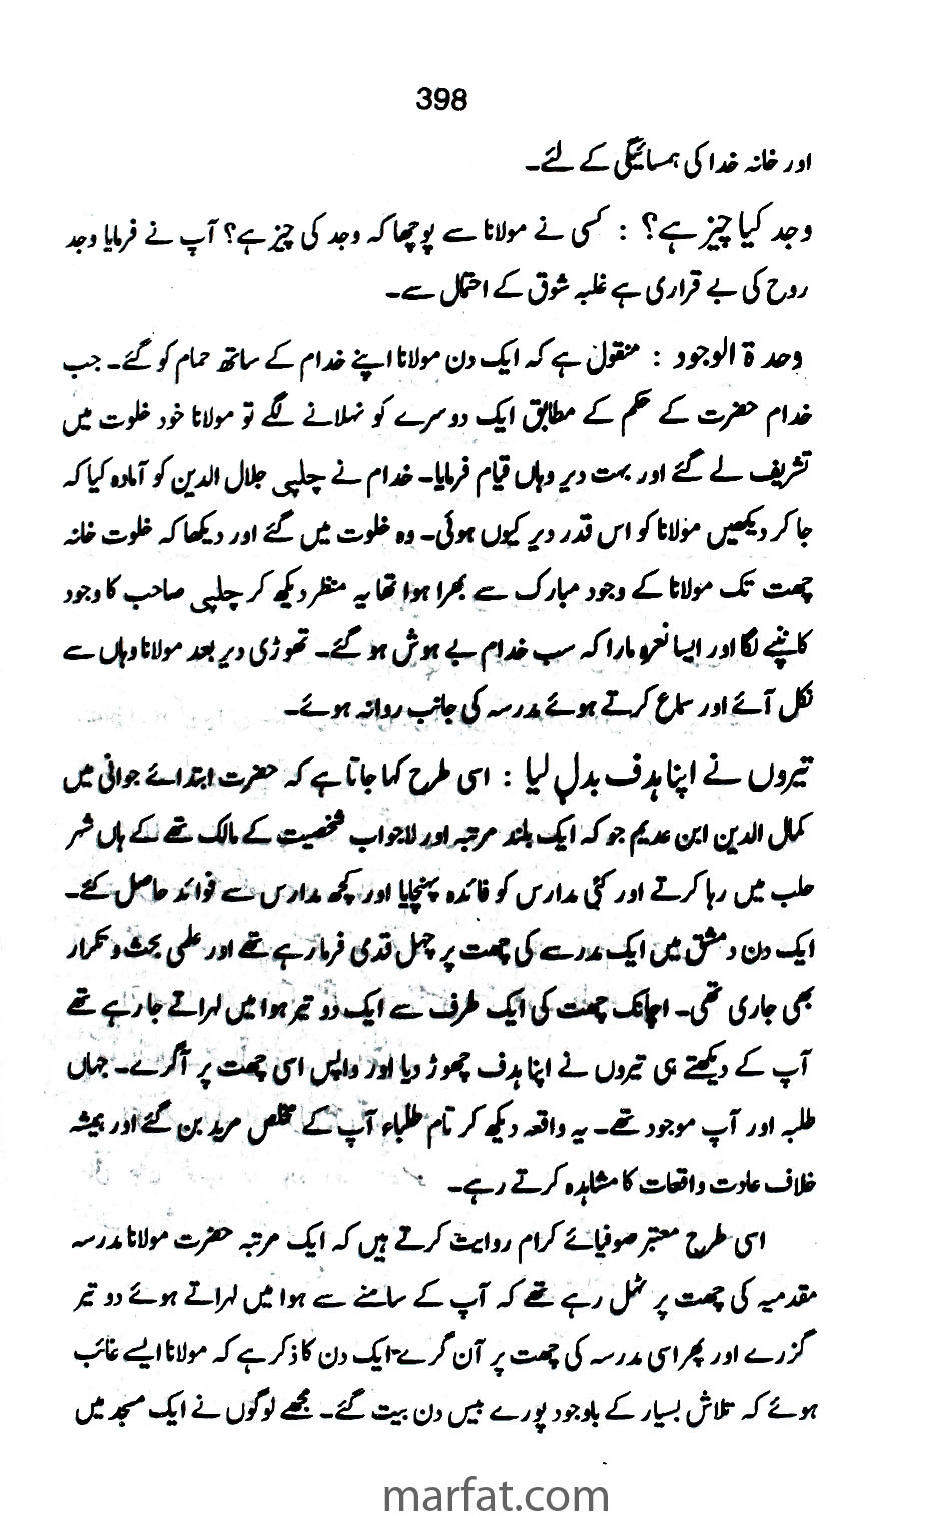 398
اور خانہ خدا کی ہمسائیگی کے لئے۔
وجد کیا چیز ہے؟ : کسی نے مولانا سے پوچھا کہ وجد کی چیز ہے؟ آپ نے فرمایا وجد
روح کی بے قراری ہے غلبہ شوق کے احتمال سے۔
وحدۃ الوجود : منقول ہے کہ ایک دن مولانا اپنے خدام کے ساتھ حمام کو گئے۔ جب
خدام حضرت کے حکم کے مطابق ایک دوسرے کو نہلانے لگے تو مولانا خود خلوت میں
تشریف لے گئے اور بہت دیر وہاں قیام فرمایا۔ خدام نے چلپی جلال الدین کو آمادہ کیا کہ
جا کر دیکھیں مولانا کو اس قدر دیر کیوں ہوئی۔ وہ خلوت میں گئے اور دیکھا کہ خلوت خانہ
چھت تک مولانا کے وجود مبارک سے بھرا ہوا تھا یہ منظر دیکھ کر چلپی صاحب کا وجود
کانپنے لگا اور ایسا نعرہ مارا کہ سب خدام بے ہوش ہو گئے۔ تھوڑی دیر بعد مولانا وہاں سے
نکل آئے اور سماع کرتے ہوئے مدرسہ کی جانب روانہ ہوئے۔
تیروں نے اپنا ہدف بدل لیا : اسی طرح کہا جاتا ہے کہ حضرت ابتدائے جوانی میں
کمال الدین ابن عدیم جو کہ ایک بلند مرتبہ اور لاجواب شخصیت کے مالک تھے کے ہاں شہر
حلب میں رہا کرتے اور کئی مدارس کو فائدہ پہنچایا اور کچھ مدارس سے فوائد حاصل کئے۔
ایک دن دمشق میں ایک مدرسے کی چھت پر چہل قدمی فرما رہے تھے اور علمی بحث و تکرار
بھی جاری تھی۔ اچانک چھت کی ایک طرف سے ایک دو تیر ہوا میں لہراتے جا رہے تھے
آپ کے دیکھتے ہی تیروں نے اپنا ہدف چھوڑ دیا اور واپس اسی چھت پر آگرے۔ جہاں
طلبہ اور آپ موجود تھے۔ یہ واقعہ دیکھ کر تمام طلباء آپ کے مخلص مرید بن گئے اور ہمیشہ
خلاف عادت واقعات کا مشاہدہ کرتے رہے۔
اسی طرح معتبر صوفیائے کرام روایت کرتے ہیں کہ ایک مرتبہ حضرت مولانا مدرسہ
مقدمیہ کی چھت پر ٹہل رہے تھے کہ آپ کے سامنے سے ہوا میں لہراتے ہوئے دو تیر
گزرے اور پھر اسی مدرسہ کی چھت پر آن گرے۔ ایک دن کا ذکر ہے کہ مولانا ایسے غائب
ہوئے کہ تلاش بسیار کے باوجود پورے بیس دن بیت گئے۔ مجھے لوگوں نے ایک مسجد میں
marfat.com